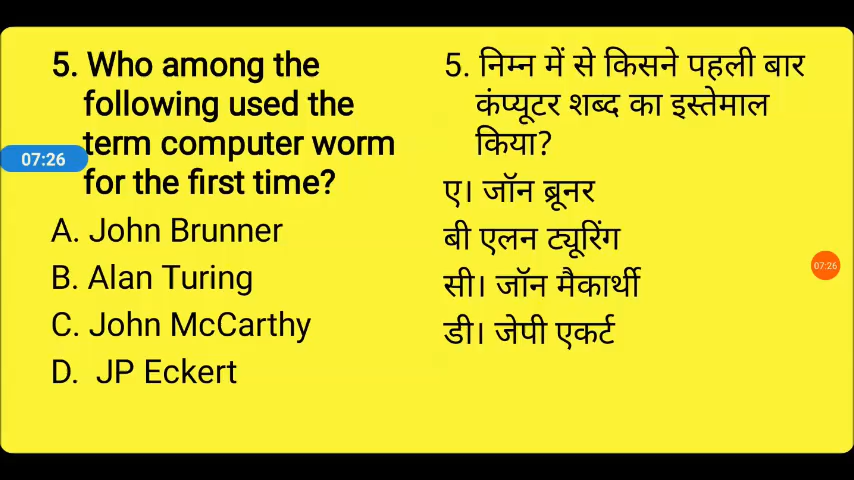 5. Who among the
following used the
term computer worm
for the first time?
A. John Brunner
B. Alan Turing
C. John McCarthy
D. JP Eckert
07:26
5. निम्न में से किसने पहली बार
कंप्यूटर शब्द का इस्तेमाल
किया?
ए। जॉन ब्रूनर
बी एलन ट्यूरिंग
सी। जॉन मैकार्थी
डी। जेपी एकर्ट
07:26